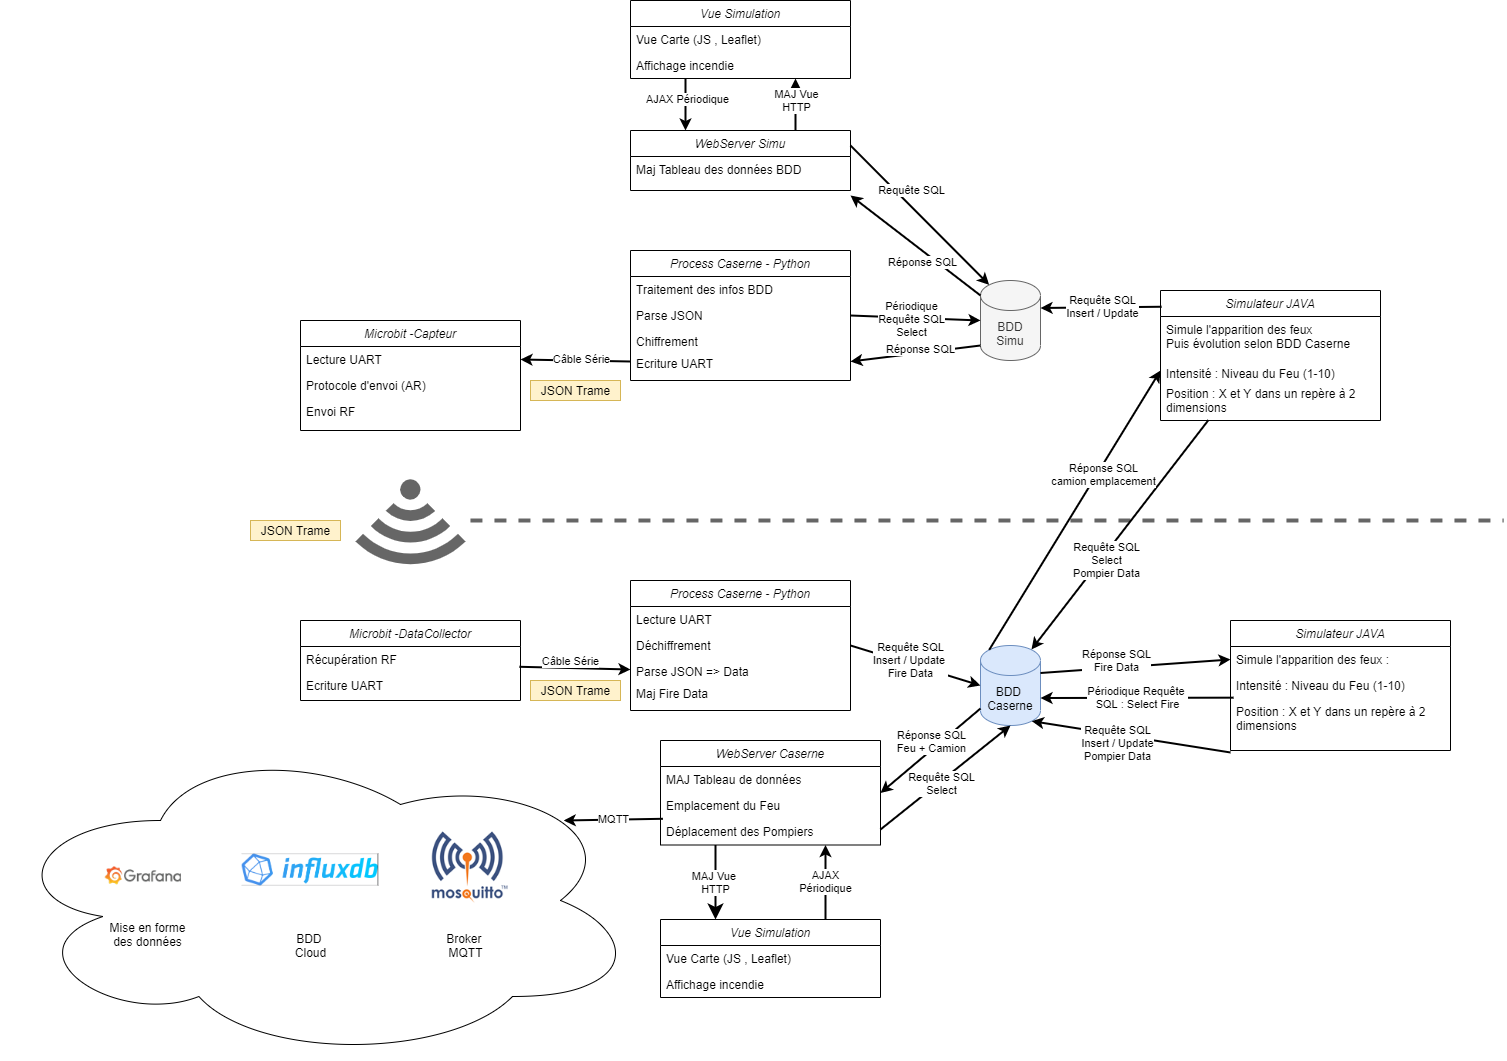 Vue Simulation
Vue Carte (JS , Leaflet)
Affichage incendie
AJAX Périodique
MAJ Vue
HTTP
WebServer Simu
Maj Tableau des données BDD
Requête SQL
Réponse SQL
Process Caserne - Python
Traitement des infos BDD
Parse JSON
Chiffrement
Ecriture UART
Périodique
Requête SQL
Select
Réponse SQL
BDD
Simu
Requête SQL
Insert / Update
Simulateur JAVA
Simule l'apparition des feux
Puis évolution selon BDD Caserne
Intensité : Niveau du Feu (1-10)
Position : X et Y dans un repère à 2
dimensions
Microbit -Capteur
Lecture UART
Protocole d'envoi (AR)
Envoi RF
Câble Série
JSON Trame
Réponse SQL
camion emplacement
JSON Trame
Requête SQL
Select
Pompier Data
Microbit -DataCollector
Récupération RF
Ecriture UART
Câble Série
JSON Trame
Process Caserne - Python
Lecture UART
Déchiffrement
Parse JSON => Data
Maj Fire Data
Requête SQL
Insert / Update
Fire Data
BDD
Caserne
Réponse SQL
Fire Data
Périodique Requête
SQL : Select Fire
Requête SQL
Insert / Update
Pompier Data
Simulateur JAVA
Simule l'apparition des feux :
Intensité : Niveau du Feu (1-10)
Position : X et Y dans un repère à 2
dimensions
Réponse SQL
Feu + Camion
Requête SQL
Select
WebServer Caserne
MAJ Tableau de données
Emplacement du Feu
Déplacement des Pompiers
MQTT
MAJ Vue
HTTP
AJAX
Périodique
Vue Simulation
Vue Carte (JS , Leaflet)
Affichage incendie
Grafana
influxdb
mosquitto™
Mise en forme
des données
BDD
Cloud
Broker
MQTT